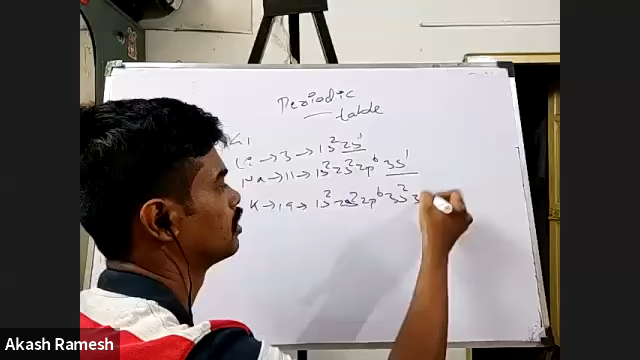 Periodic
table
Li → 3 → 1s² 2s¹
Na → 11 → 1s² 2s² 2p⁶ 3s¹
K → 19 → 1s² 2s² 2p⁶ 3s² 3
Akash Ramesh